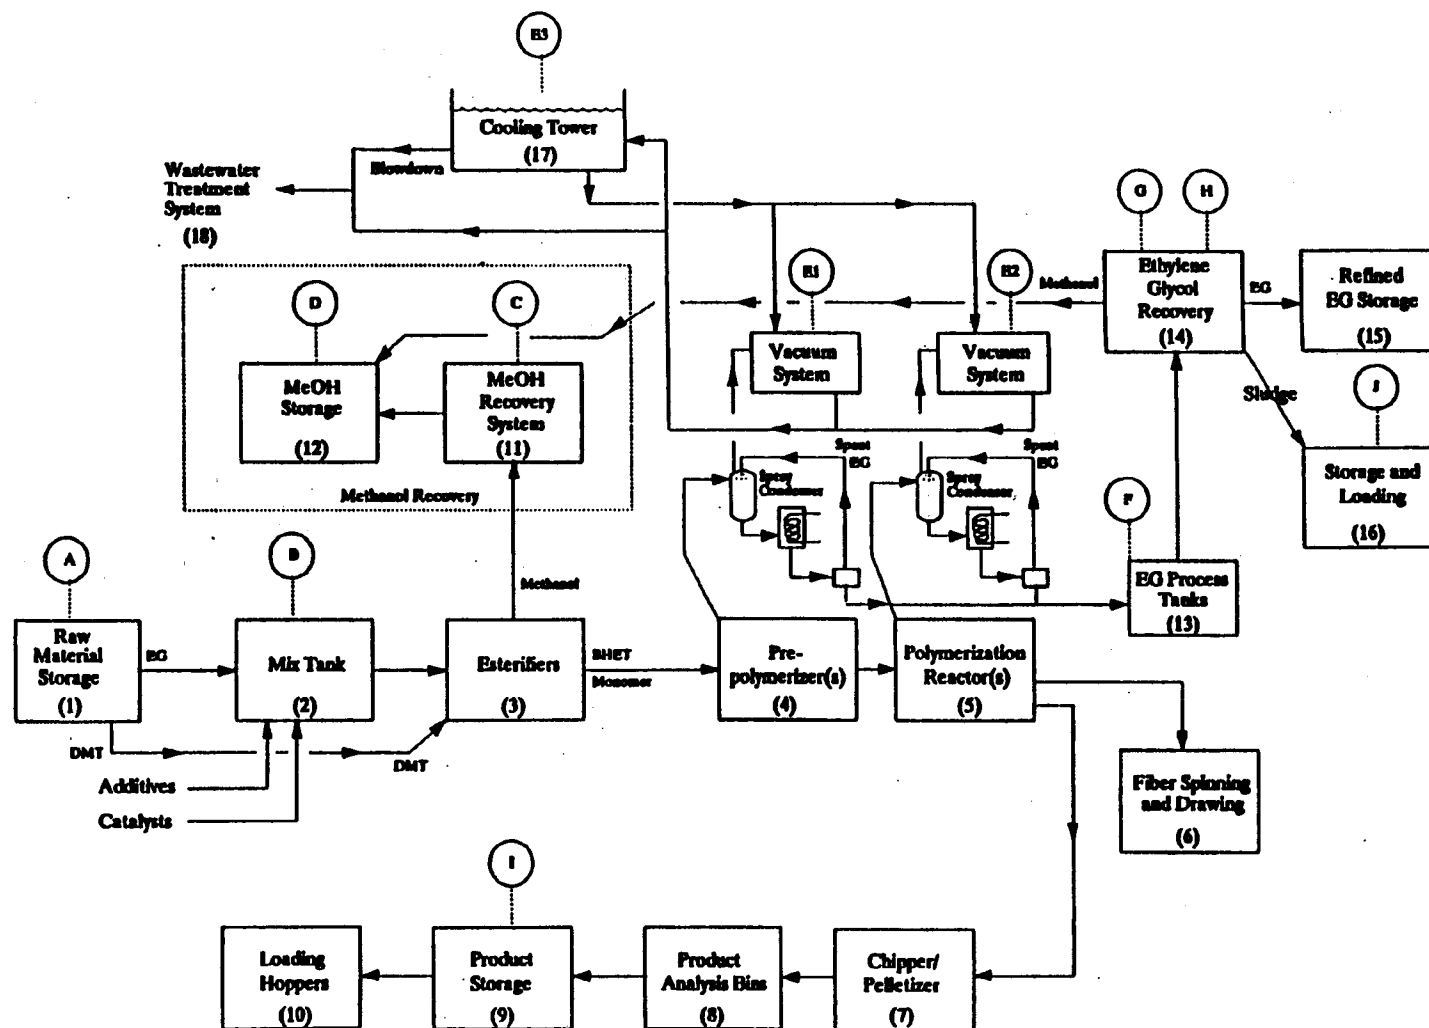 E3
Cooling Tower
(17)
Blowdown
Wastewater
Treatment
System
(18)
G
H
E1
E2
Methanol
Ethylene
Glycol
Recovery
(14)
EG
Refined
EG Storage
(15)
D
C
Vacuum
System
Vacuum
System
MeOH
Storage
(12)
MeOH
Recovery
System
(11)
Sludge
J
Spent
EG
Spent
EG
Spray
Condenser
Spray
Condenser
Storage and
Loading
(16)
Methanol Recovery
F
A
B
Methanol
EG Process
Tanks
(13)
Raw
Material
Storage
(1)
EG
Mix Tank
(2)
Esterifiers
(3)
BHET
Monomer
Pre-
polymerizer(s)
(4)
Polymerization
Reactor(s)
(5)
DMT
DMT
Additives
Catalysts
Fiber Spinning
and Drawing
(6)
I
Loading
Hoppers
(10)
Product
Storage
(9)
Product
Analysis Bins
(8)
Chipper/
Pelletizer
(7)